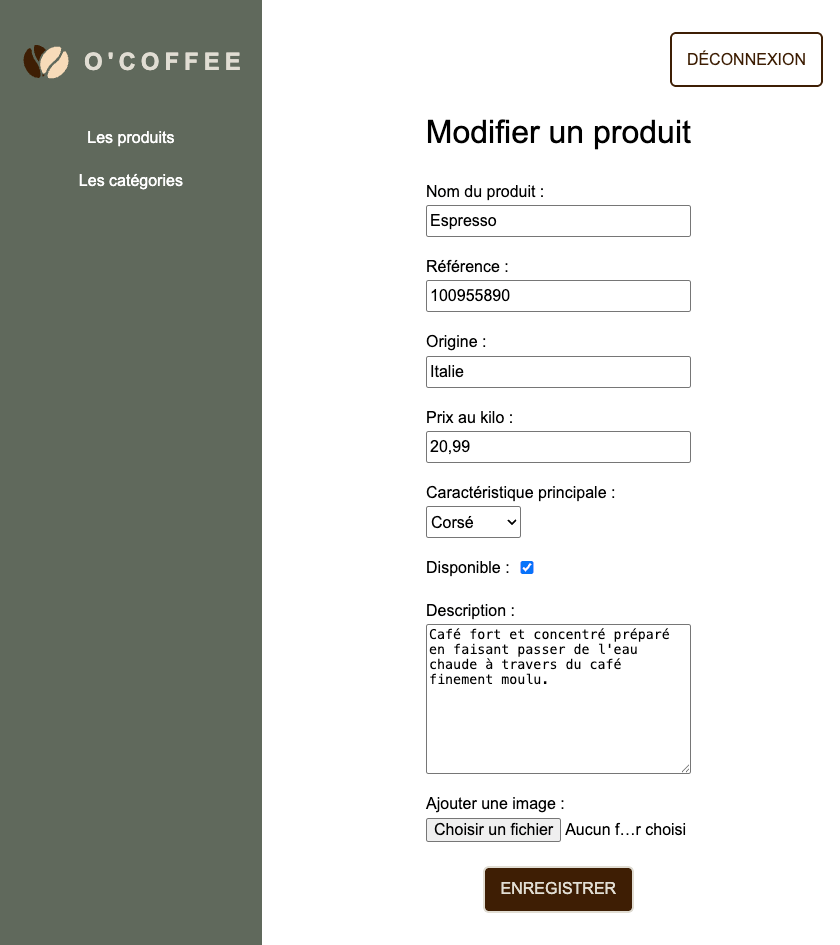 O'COFFEE
Les produits
Les catégories
DÉCONNEXION
Modifier un produit
Nom du produit :
Espresso
Référence :
100955890
Origine :
Italie
Prix au kilo :
20,99
Caractéristique principale :
Corsé
Disponible :
Description :
Café fort et concentré préparé
en faisant passer de l'eau
chaude à travers du café
finement moulu.
Ajouter une image :
Choisir un fichier Aucun f…r choisi
ENREGISTRER